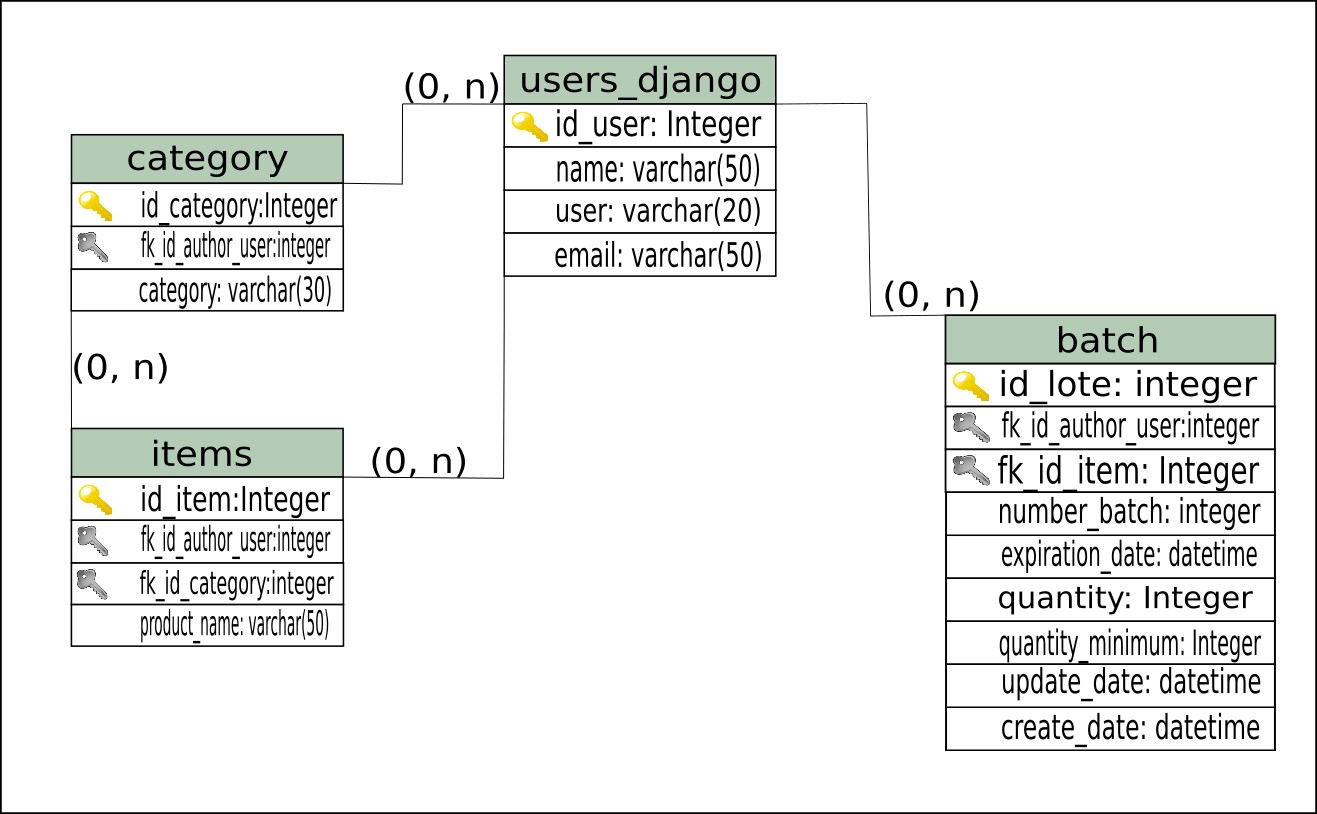 (0, n)
users_django
id_user: Integer
name: varchar(50)
user: varchar(20)
email: varchar(50)
category
id_category:Integer
fk_id_author_user:integer
category: varchar(30)
(0, n)
items
id_item:Integer
fk_id_author_user:integer
fk_id_category:integer
product_name: varchar(50)
(0, n)
(0, n)
batch
id_lote: integer
fk_id_author_user:integer
fk_id_item: Integer
number_batch: integer
expiration_date: datetime
quantity: Integer
quantity_minimum: Integer
update_date: datetime
create_date: datetime